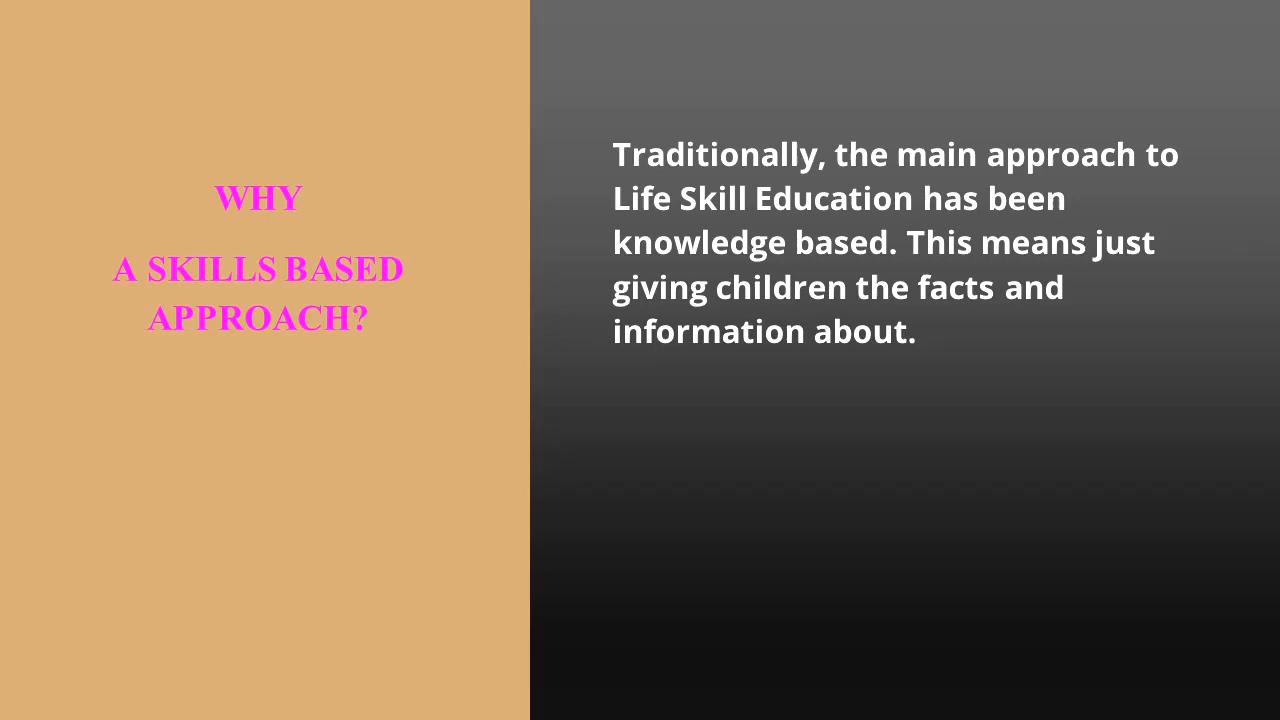 WHY
A SKILLS BASED
APPROACH?
Traditionally, the main approach to
Life Skill Education has been
knowledge based. This means just
giving children the facts and
information about.